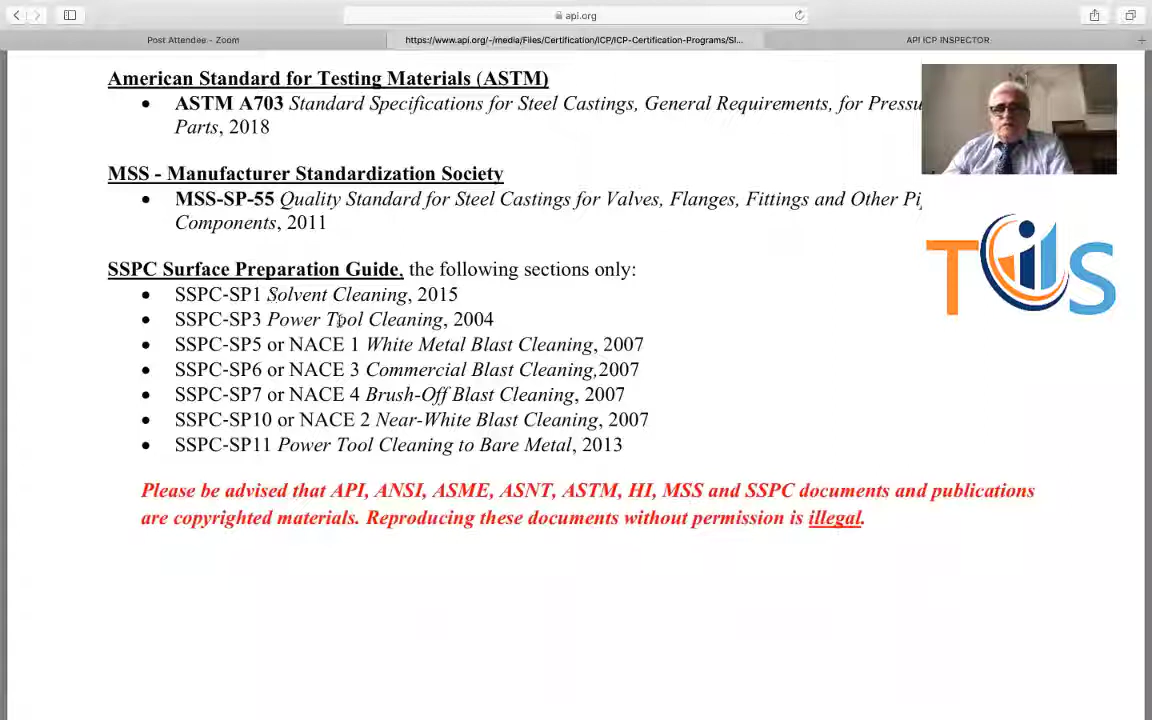 api.org
Post Attendee - Zoom
https://www.api.org/-/media/Files/Certification/ICP/ICP-Certification-Programs/SI...
API ICP INSPECTOR
American Standard for Testing Materials (ASTM)
• ASTM A703 Standard Specifications for Steel Castings, General Requirements, for
Parts, 2018
MSS - Manufacturer Standardization Society
• MSS-SP-55 Quality Standard for Steel Castings for Valves, Flanges, Fittings and Other
Components, 2011
SSPC Surface Preparation Guide, the following sections only:
• SSPC-SP1 Solvent Cleaning, 2015
• SSPC-SP3 Power Tool Cleaning, 2004
• SSPC-SP5 or NACE 1 White Metal Blast Cleaning, 2007
• SSPC-SP6 or NACE 3 Commercial Blast Cleaning,2007
• SSPC-SP7 or NACE 4 Brush-Off Blast Cleaning, 2007
• SSPC-SP10 or NACE 2 Near-White Blast Cleaning, 2007
• SSPC-SP11 Power Tool Cleaning to Bare Metal, 2013
Please be advised that API, ANSI, ASME, ASNT, ASTM, HI, MSS and SSPC documents and publications
are copyrighted materials. Reproducing these documents without permission is illegal.
TIIS